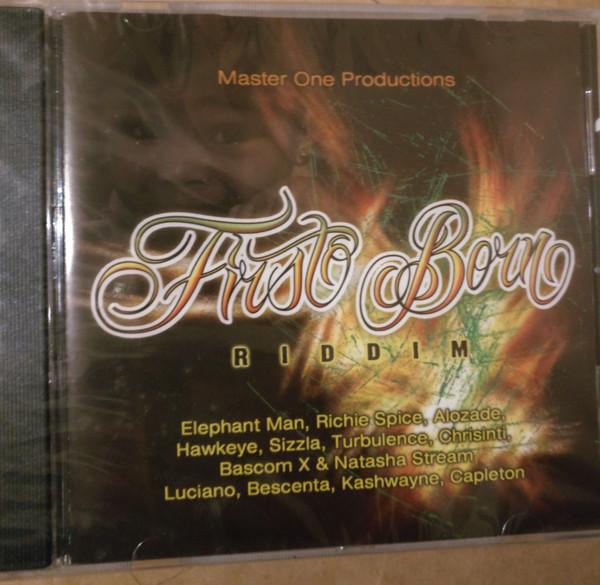 Master One Productions
First Born
RIDDIM
Elephant Man, Richie Spice, Alozade,
Hawkeye, Sizzla, Turbulence, Chrisinti,
Bascom X & Natasha Stream
Luciano, Bescenta, Kashwayne, Capleton